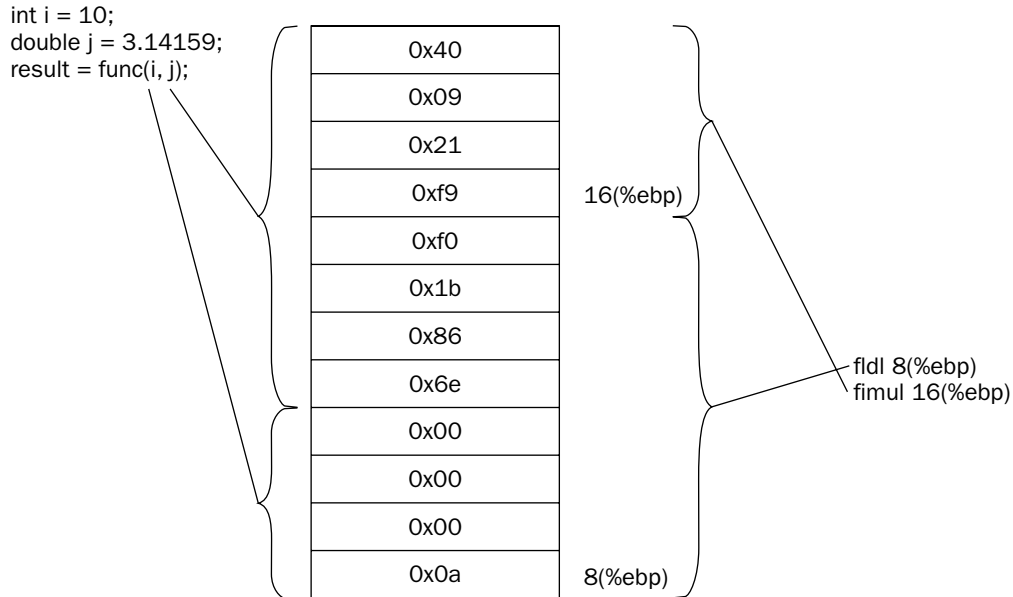 int i = 10;
double j = 3.14159;
result = func(i, j);
0x40
0x09
0x21
0xf9
16(%ebp)
0xf0
0x1b
0x86
0x6e
fldl 8(%ebp)
fimul 16(%ebp)
0x00
0x00
0x00
0x0a
8(%ebp)